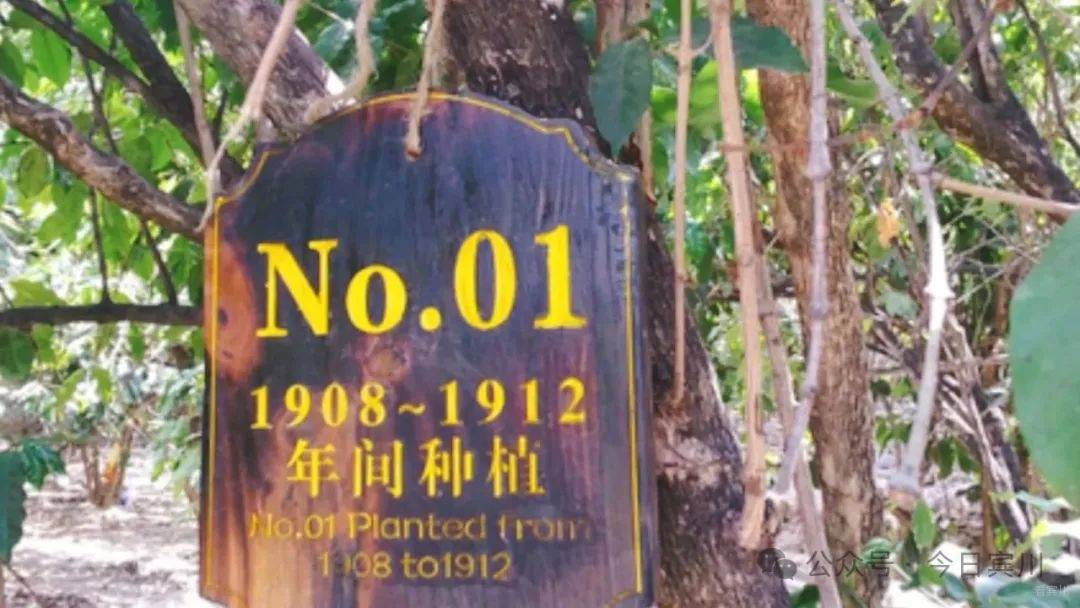 No.01
1908~1912
年间种植
No.01 Planted from
1908 to1912
公众号 · 今日宾川